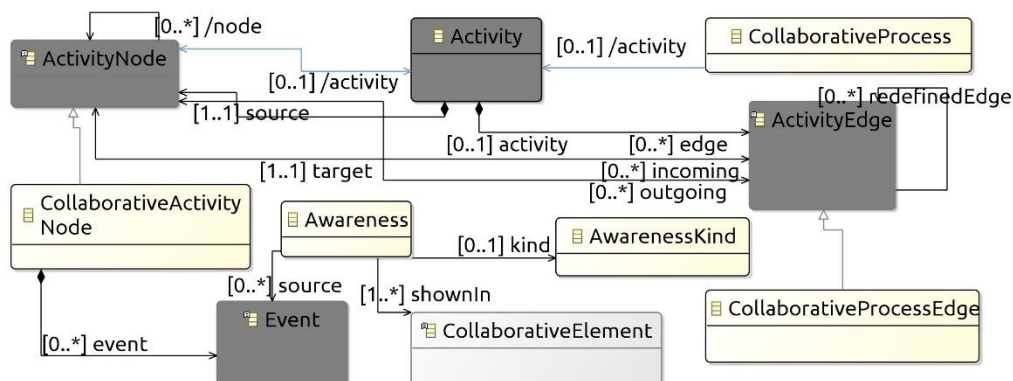 [0..*] /node
ActivityNode
Activity
[0..1] /activity
CollaborativeProcess
[0..1] /activity
[1..1] source
[0..*] redefinedEdge
ActivityEdge
[0..1] activity
[0..*] edge
[1..1] target
[0..*] incoming
[0..*] outgoing
CollaborativeActivity
Node
Awareness
[0..1] kind
AwarenessKind
[0..*] source
[1..*] shownIn
CollaborativeProcessEdge
Event
CollaborativeElement
[0..*] event